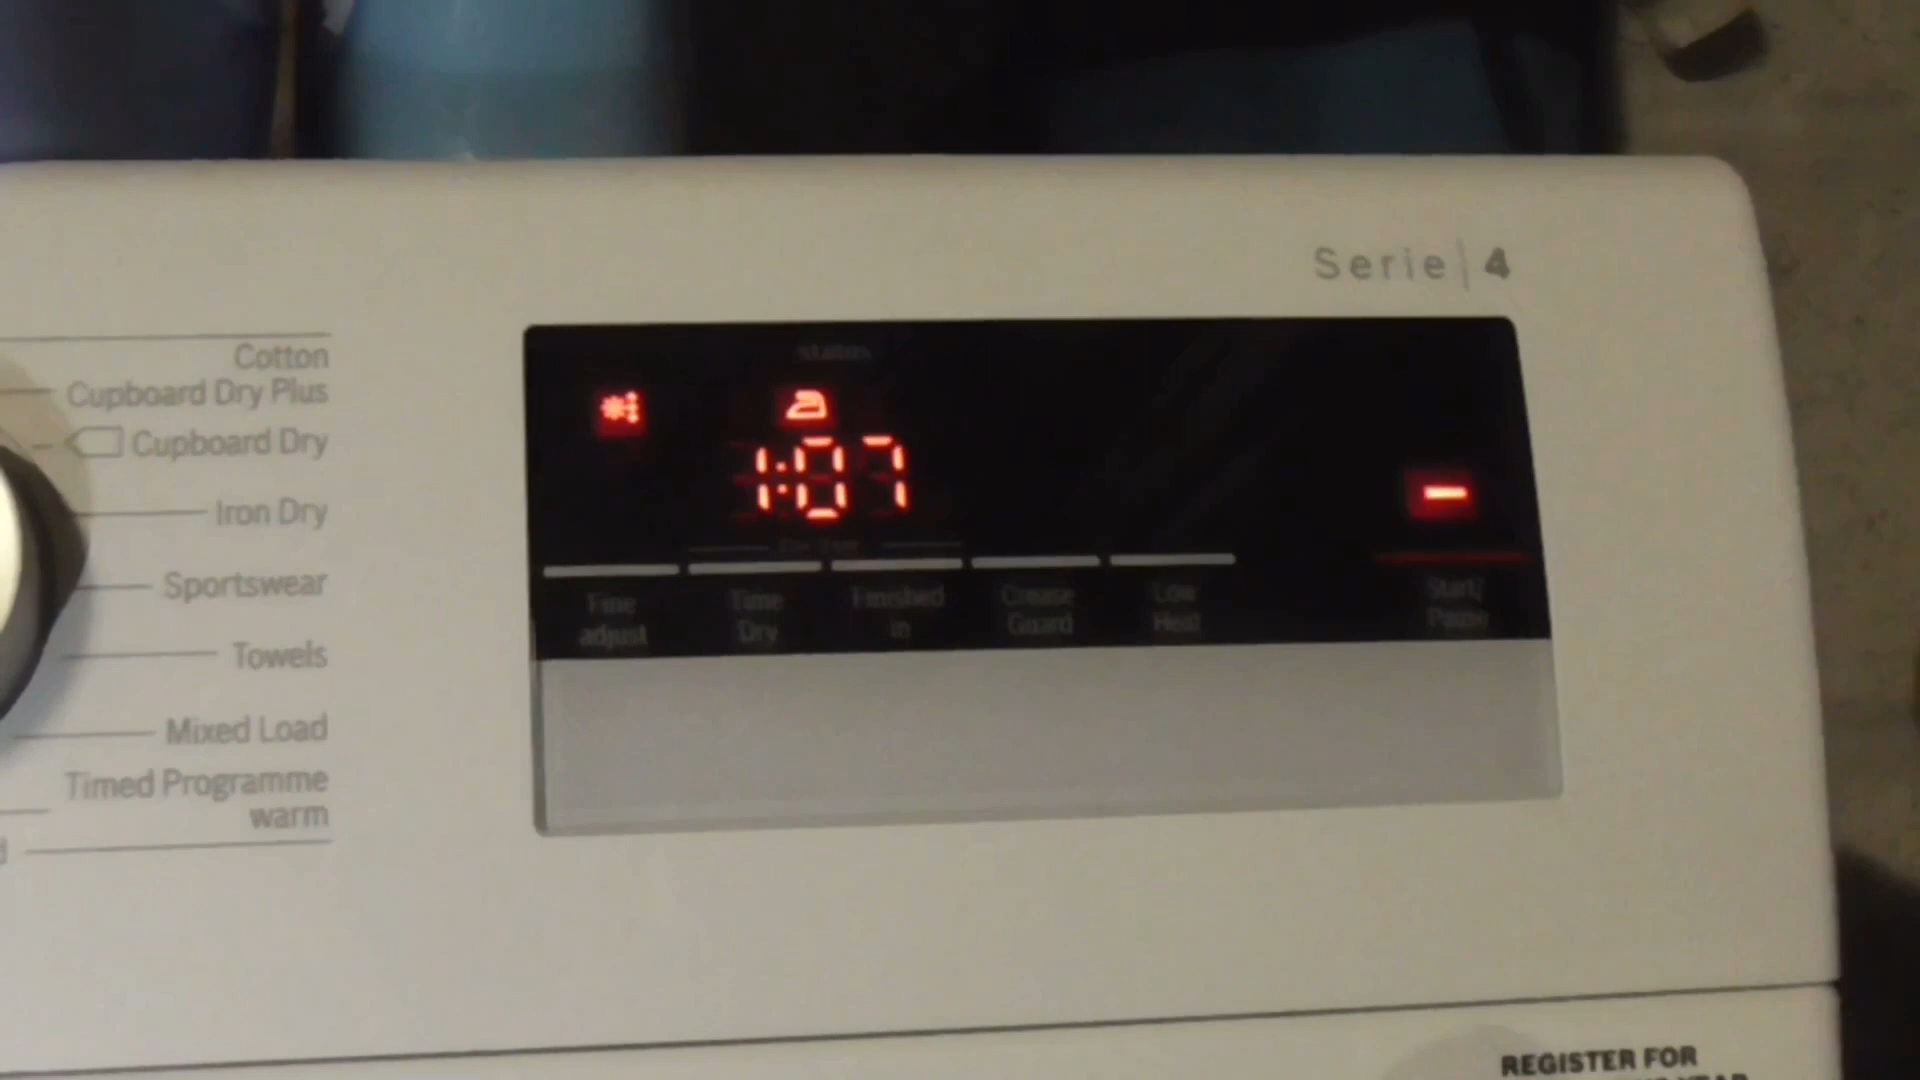 Serie | 4
Cotton
Cupboard Dry Plus
Cupboard Dry
Iron Dry
Sportswear
Towels
Mixed Load
Timed Programme
warm
status
1:07
Fine
adjust
Time
Dry
Finished
in
Crease
Guard
Low
Heat
Start/
Pause
REGISTER FOR